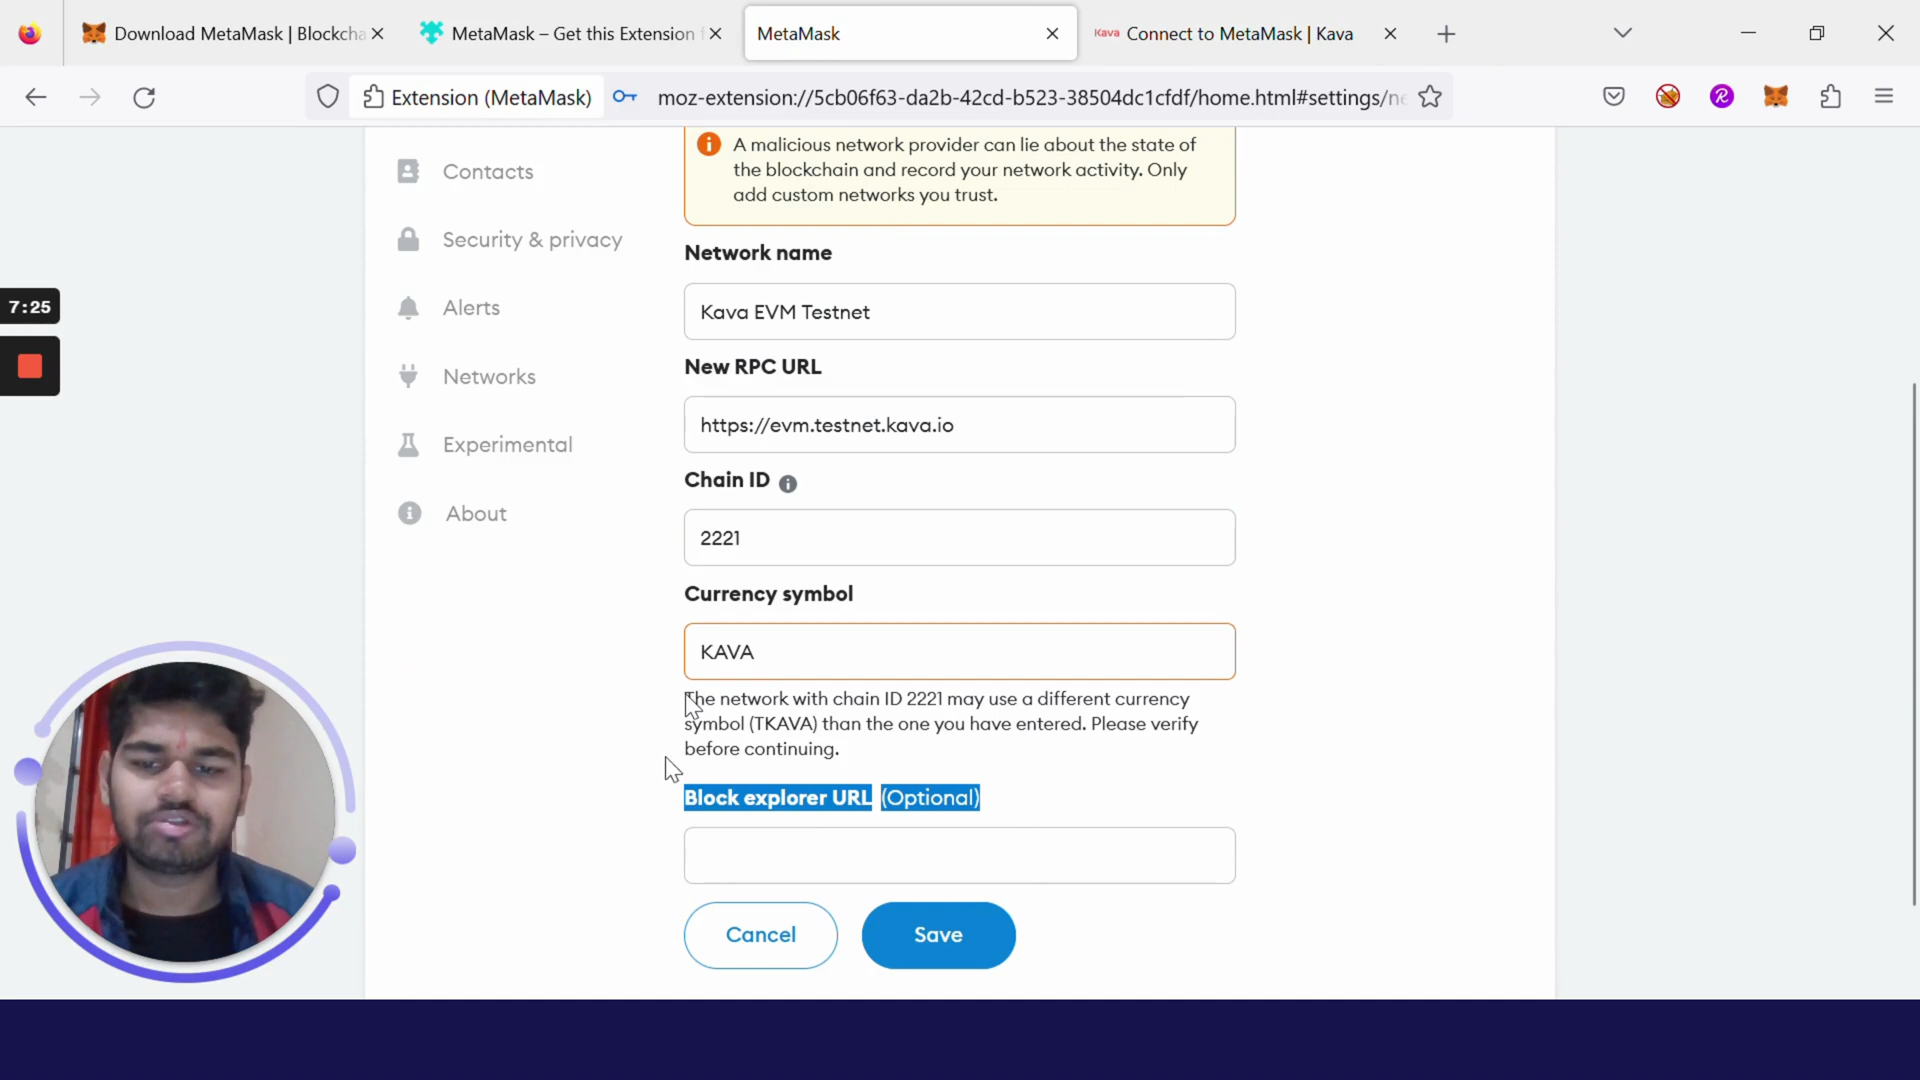 Download MetaMask | Blockcha
MetaMask – Get this Extension f
MetaMask
Kava Connect to MetaMask | Kava
Extension (MetaMask)
moz-extension://5cb06f63-da2b-42cd-b523-38504dc1cfdf/home.html#settings/ne
A malicious network provider can lie about the state of
the blockchain and record your network activity. Only
add custom networks you trust.
Contacts
Security & privacy
Alerts
Networks
Experimental
About
7:25
Network name
Kava EVM Testnet
New RPC URL
https://evm.testnet.kava.io
Chain ID
2221
Currency symbol
KAVA
The network with chain ID 2221 may use a different currency
symbol (TKAVA) than the one you have entered. Please verify
before continuing.
Block explorer URL (Optional)
Cancel
Save